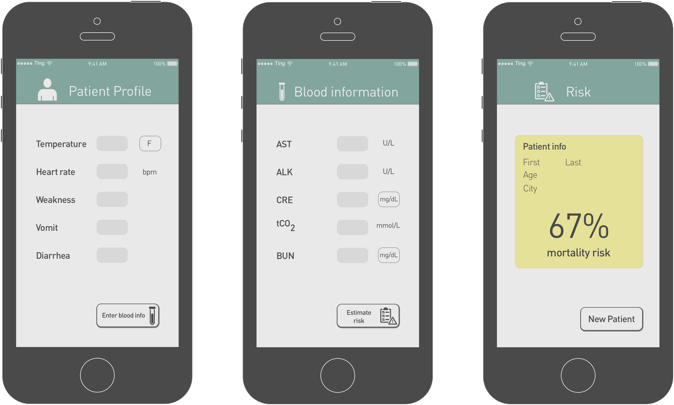 ●●●●● Ting 9:41 AM 100%
Patient Profile
Temperature F
Heart rate bpm
Weakness
Vomit
Diarrhea
Enter blood info
●●●●● Ting 9:41 AM 100%
Blood information
AST U/L
ALK U/L
CRE mg/dL
tCO2 mmol/L
BUN mg/dL
Estimate
risk
●●●●● Ting 9:41 AM 100%
Risk
Patient info
First Last
Age
City
67%
mortality risk
New Patient